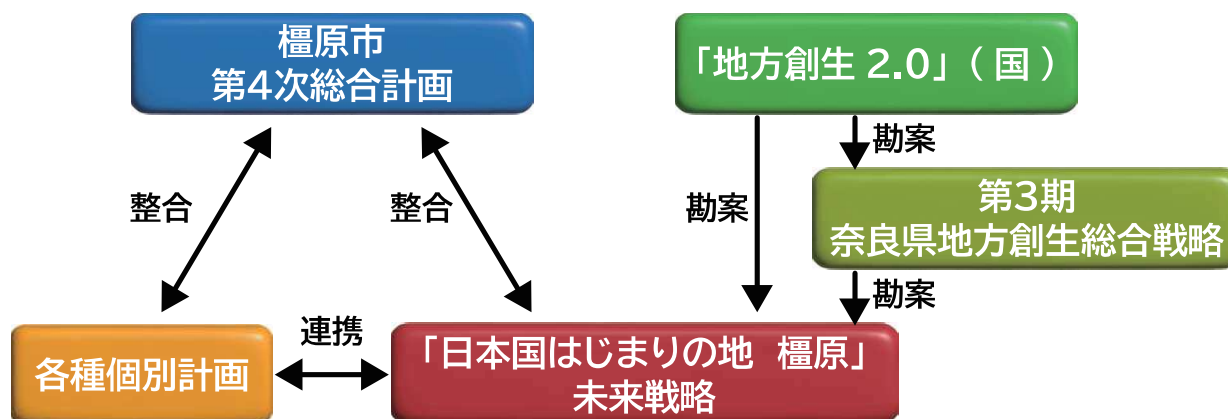 橿原市
第4次総合計画
「地方創生 2.0」（ 国 ）
勘案
第3期
奈良県地方創生総合戦略
整合
整合
勘案
勘案
各種個別計画
連携
「日本国はじまりの地　橿原」
未来戦略